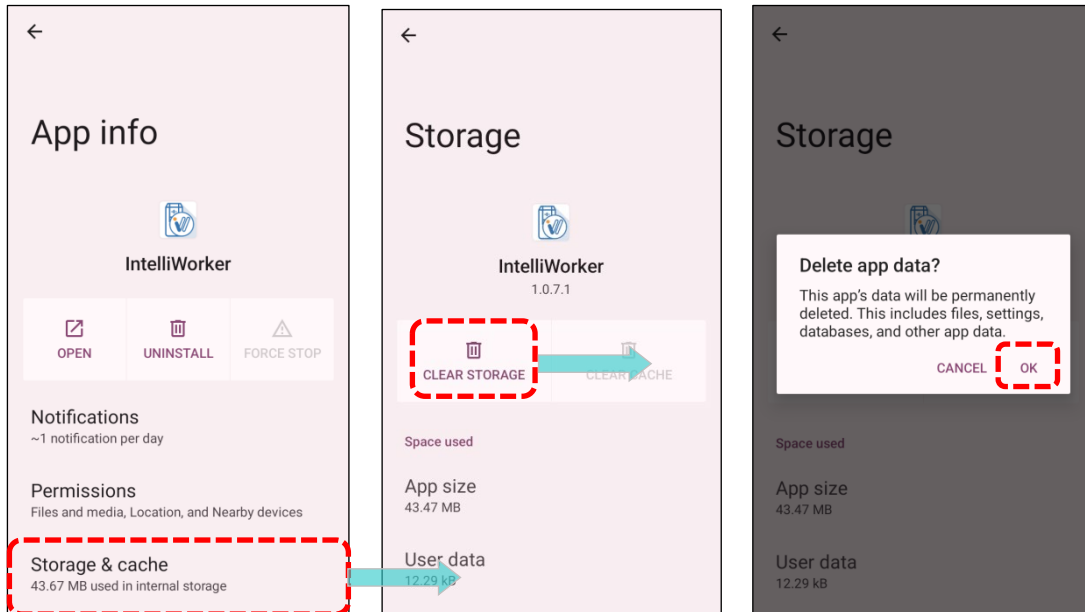 App info
IntelliWorker
OPEN
UNINSTALL
FORCE STOP
Notifications
~1 notification per day
Permissions
Files and media, Location, and Nearby devices
Storage & cache
43.67 MB used in internal storage
Storage
IntelliWorker
1.0.7.1
CLEAR STORAGE
CLEAR CACHE
Space used
App size
43.47 MB
User data
12.29 kB
Storage
Delete app data?
This app's data will be permanently
deleted. This includes files, settings,
databases, and other app data.
CANCEL
OK
Space used
App size
43.47 MB
User data
12.29 kB